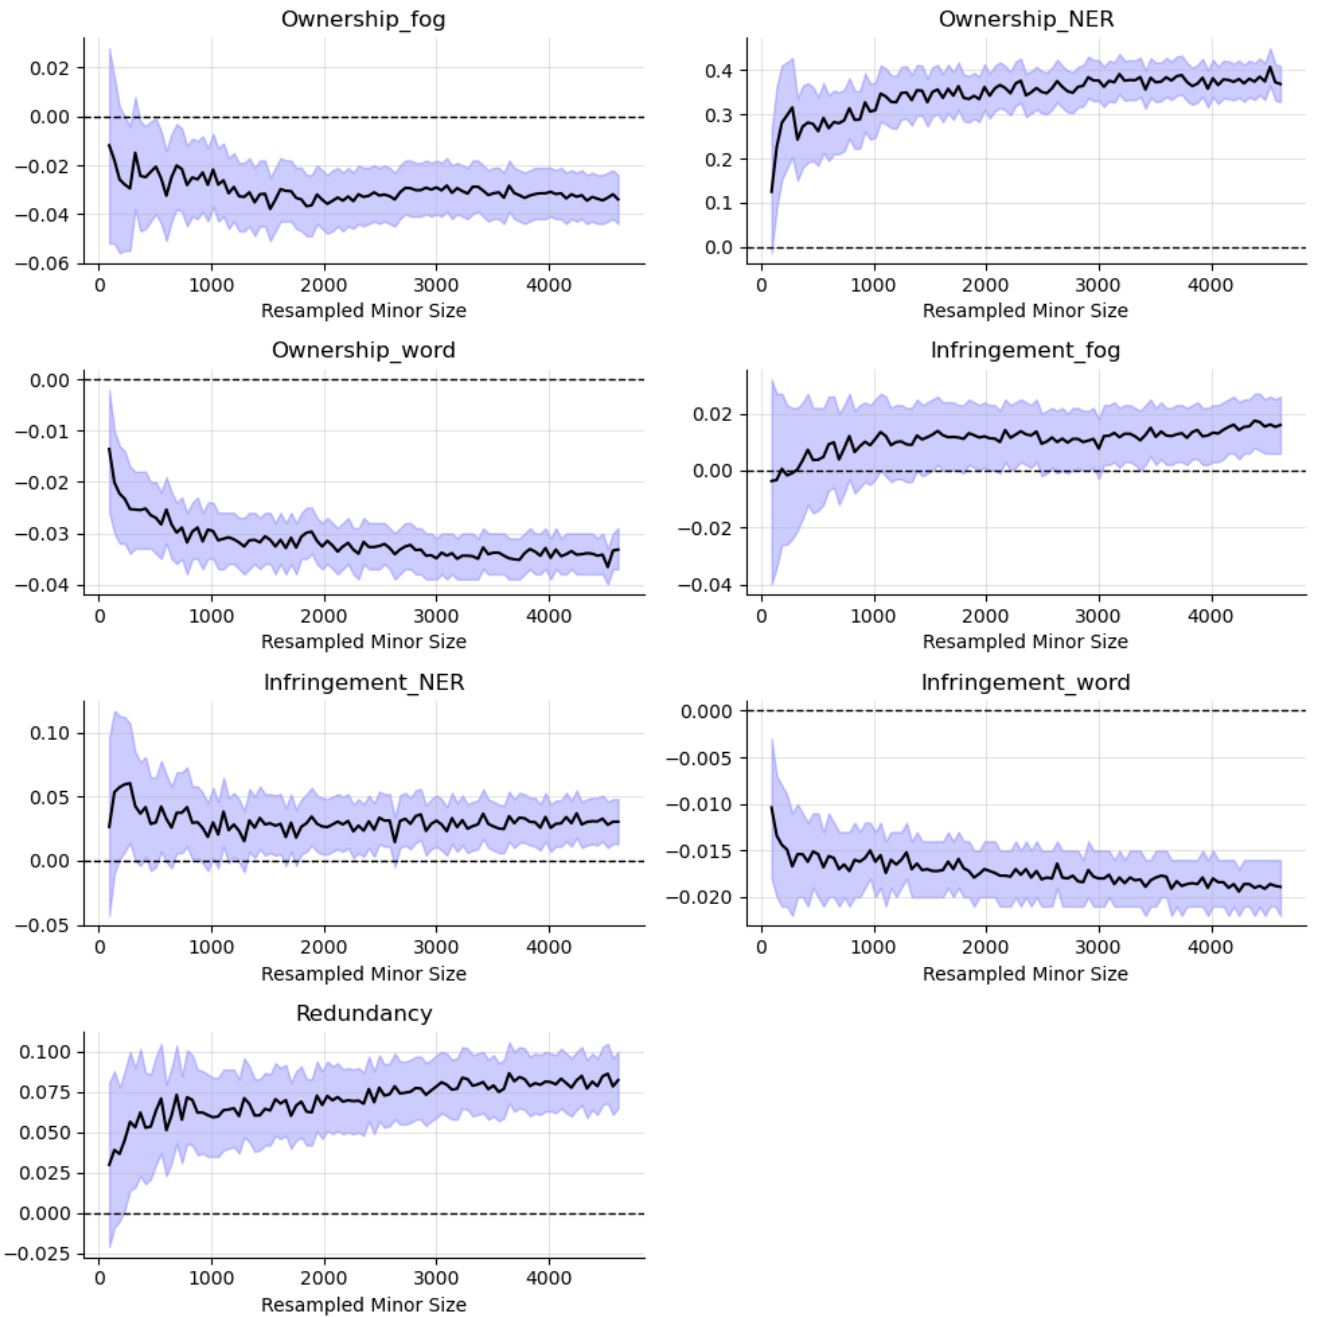 Ownership_fog
0.02
0.00
−0.02
−0.04
−0.06
0 1000 2000 3000 4000
Resampled Minor Size
Ownership_NER
0.4
0.3
0.2
0.1
0.0
0 1000 2000 3000 4000
Resampled Minor Size
Ownership_word
0.00
−0.01
−0.02
−0.03
−0.04
0 1000 2000 3000 4000
Resampled Minor Size
Infringement_fog
0.02
0.00
−0.02
−0.04
0 1000 2000 3000 4000
Resampled Minor Size
Infringement_NER
0.10
0.05
0.00
−0.05
0 1000 2000 3000 4000
Resampled Minor Size
Infringement_word
0.000
−0.005
−0.010
−0.015
−0.020
0 1000 2000 3000 4000
Resampled Minor Size
Redundancy
0.100
0.075
0.050
0.025
0.000
−0.025
0 1000 2000 3000 4000
Resampled Minor Size